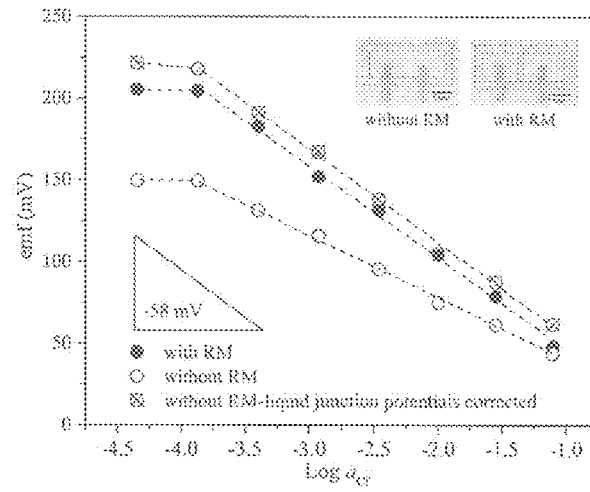 250
200
150
100
50
0
emf (mV)
without RM
with RM
-58 mV
with RM
without RM
without RM-liquid junction potentials corrected
-4.5 -4.0 -3.5 -3.0 -2.5 -2.0 -1.5 -1.0
Log a